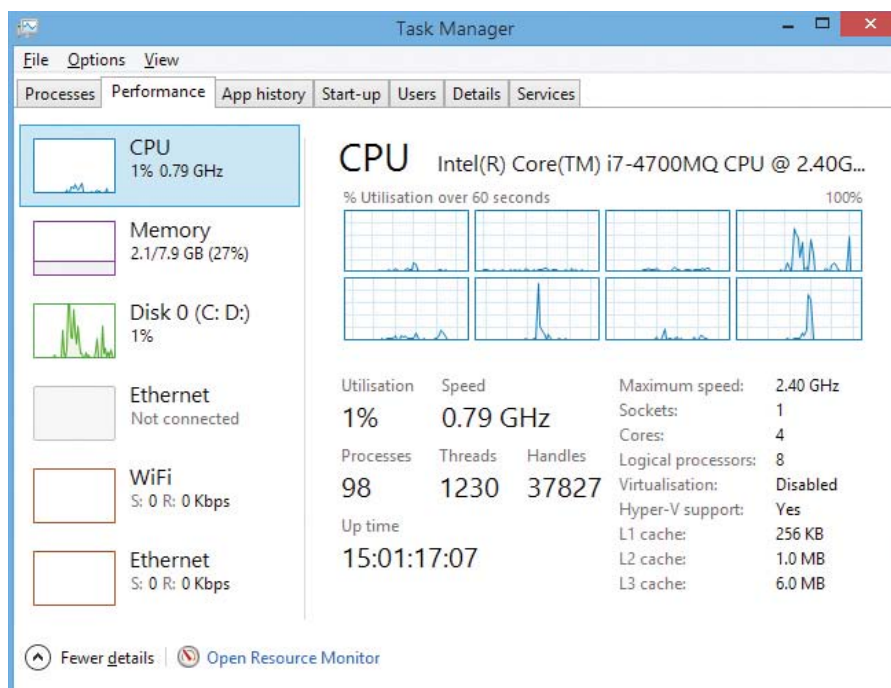 Task Manager
File Options View
Processes Performance App history Start-up Users Details Services
CPU
1% 0.79 GHz
Memory
2.1/7.9 GB (27%)
Disk 0 (C: D:)
1%
Ethernet
Not connected
WiFi
S: 0 R: 0 Kbps
Ethernet
S: 0 R: 0 Kbps
CPU Intel(R) Core(TM) i7-4700MQ CPU @ 2.40G...
% Utilisation over 60 seconds 100%
Utilisation Speed
1% 0.79 GHz
Processes Threads Handles
98 1230 37827
Up time
15:01:17:07
Maximum speed: 2.40 GHz
Sockets: 1
Cores: 4
Logical processors: 8
Virtualisation: Disabled
Hyper-V support: Yes
L1 cache: 256 KB
L2 cache: 1.0 MB
L3 cache: 6.0 MB
Fewer details Open Resource Monitor